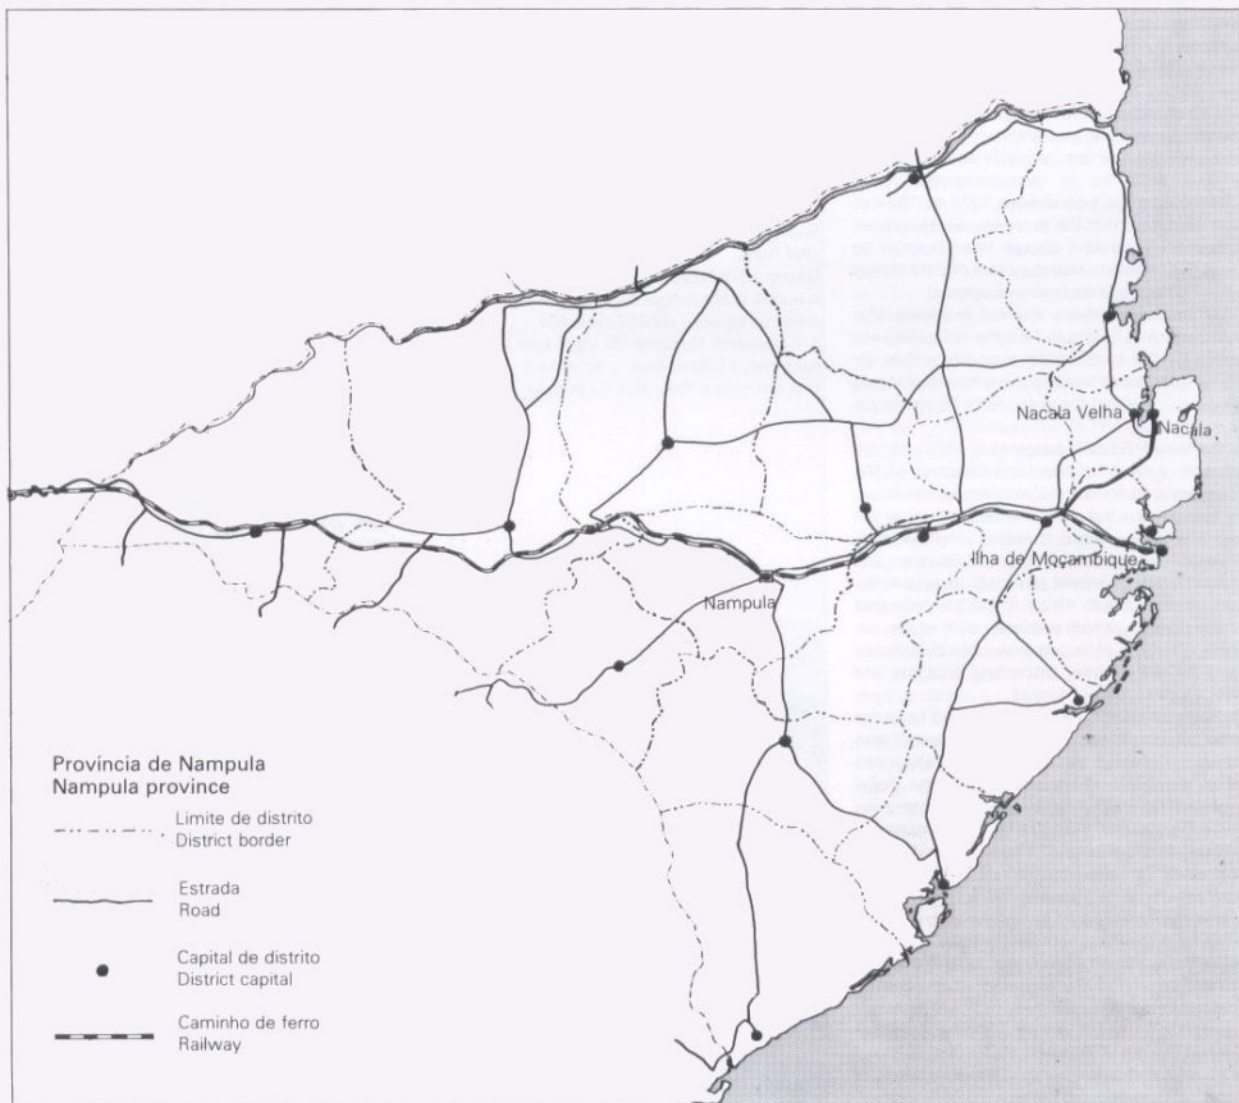 Nacala Velha
Nacala
Ilha de Moçambique
Nampula
Província de Nampula
Nampula province
Limite de distrito
District border
Estrada
Road
Capital de distrito
District capital
Caminho de ferro
Railway